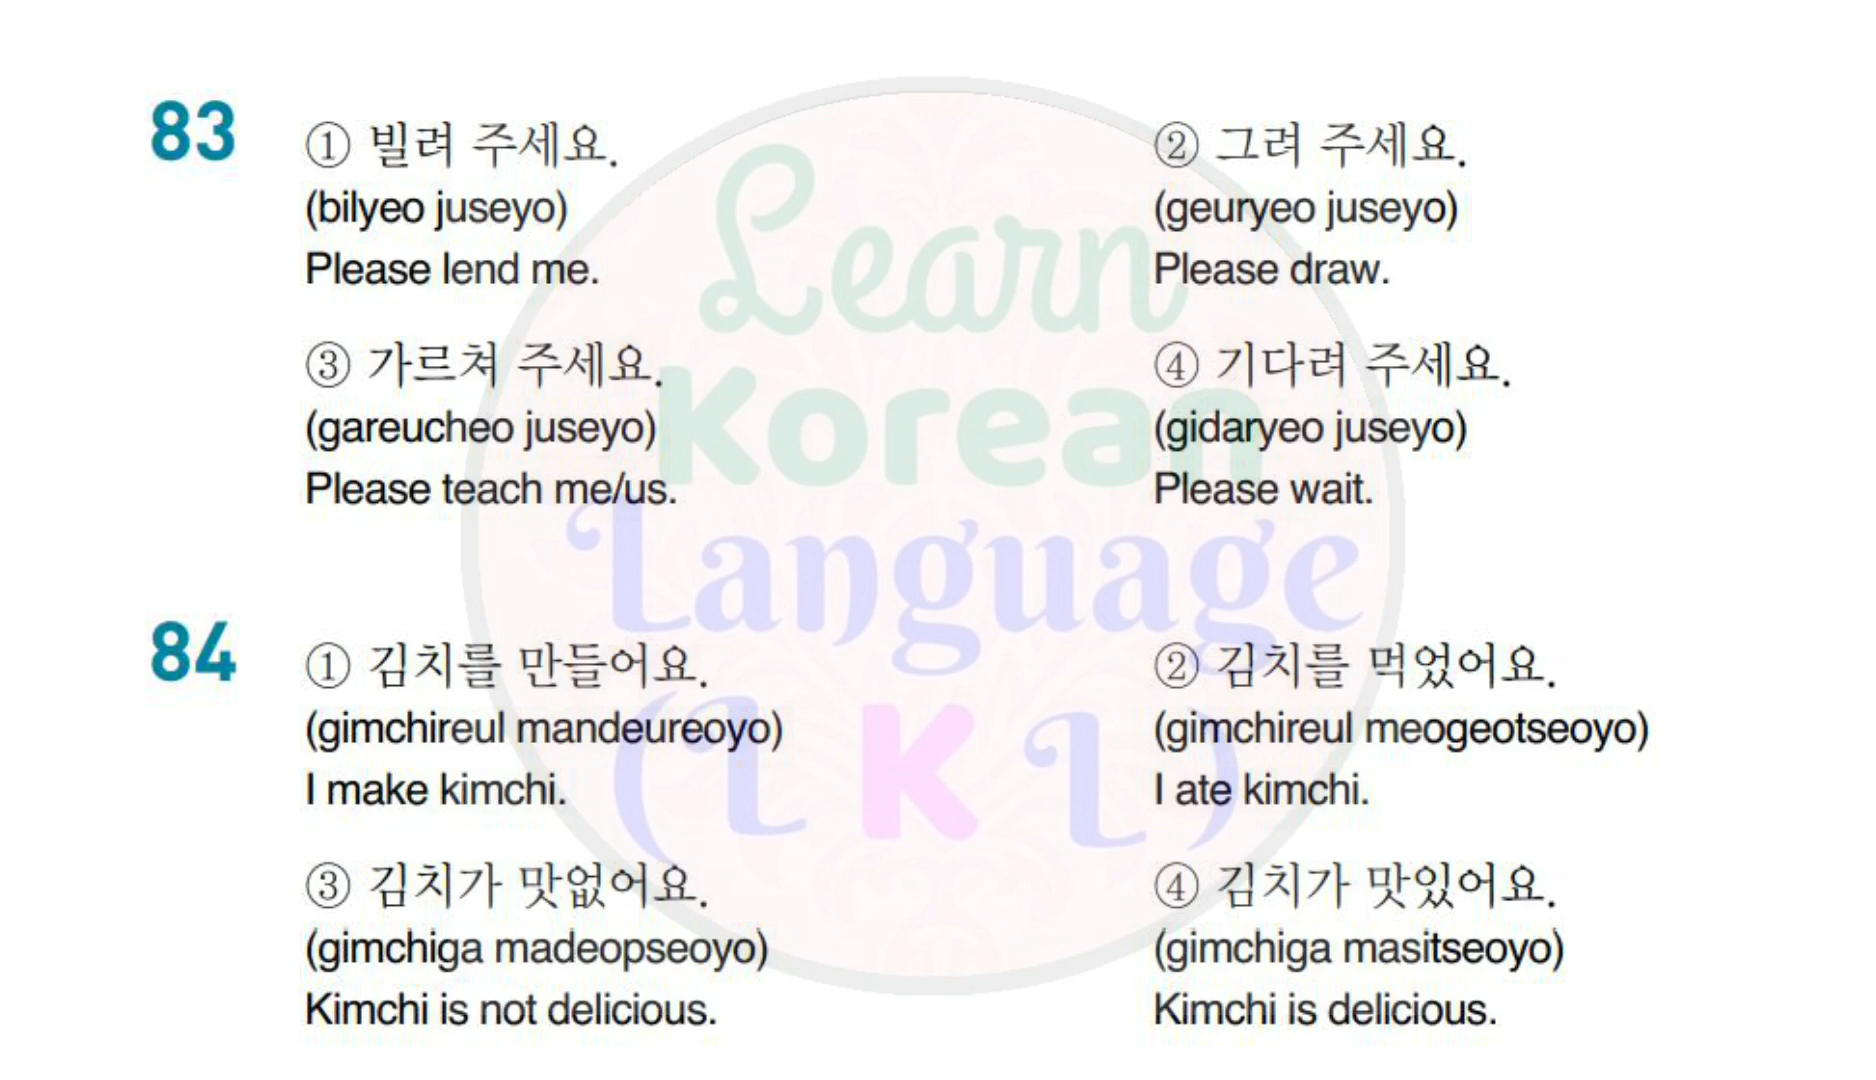 83
① 빌려 주세요.
(bilyeo juseyo)
Please lend me.
② 그려 주세요.
(geuryeo juseyo)
Please draw.
③ 가르쳐 주세요.
(gareucheo juseyo)
Please teach me/us.
④ 기다려 주세요.
(gidaryeo juseyo)
Please wait.
84
① 김치를 만들어요.
(gimchireul mandeureoyo)
I make kimchi.
② 김치를 먹었어요.
(gimchireul meogeotseoyo)
I ate kimchi.
③ 김치가 맛없어요.
(gimchiga madeopseoyo)
Kimchi is not delicious.
④ 김치가 맛있어요.
(gimchiga masitseoyo)
Kimchi is delicious.
Learn
Korean
Language
(L K L)